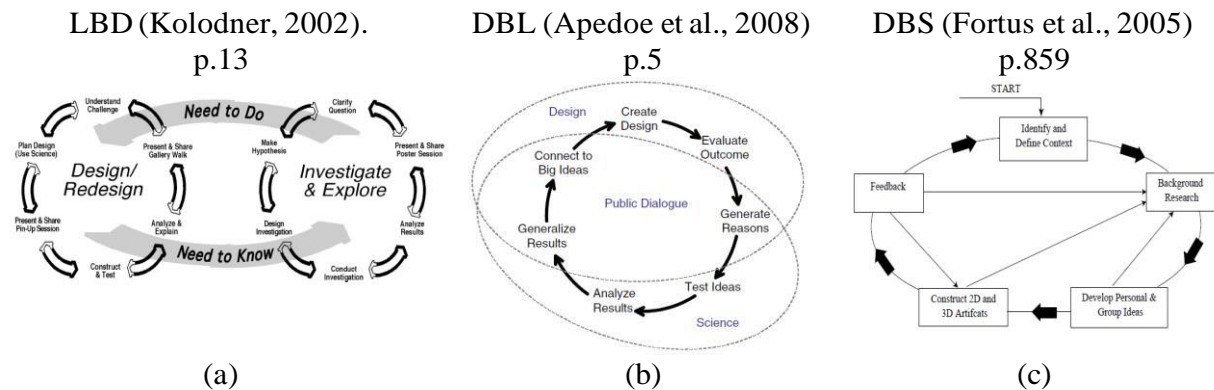 LBD (Kolodner, 2002).
p.13
Understand
Challenge
Need to Do
Clarify
Question
Plan Design
(Use Science)
Present & Share
Gallery Walk
Make
Hypothesis
Present & Share
Poster Session
Design/
Redesign
Investigate
& Explore
Present & Share
Pin-Up Session
Analyze &
Explain
Design
Investigation
Analyze
Results
Need to Know
Construct
& Test
Conduct
Investigation
(a)
DBL (Apedoe et al., 2008)
p.5
Design
Create
Design
Evaluate
Outcome
Connect to
Big Ideas
Public Dialogue
Generate
Reasons
Generalize
Results
Test Ideas
Analyze
Results
Science
(b)
DBS (Fortus et al., 2005)
p.859
START
Identify and
Define Context
Feedback
Background
Research
Construct 2D and
3D Artifcats
Develop Personal &
Group Ideas
(c)